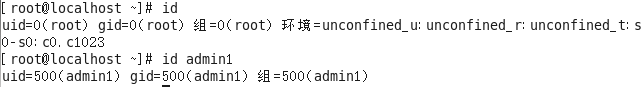 [root@localhost ~]# id
uid=0(root) gid=0(root) 组=0(root) 环境=unconfined_u:unconfined_r:unconfined_t:s
0-s0:c0.c1023
[root@localhost ~]# id admin1
uid=500(admin1) gid=500(admin1) 组=500(admin1)